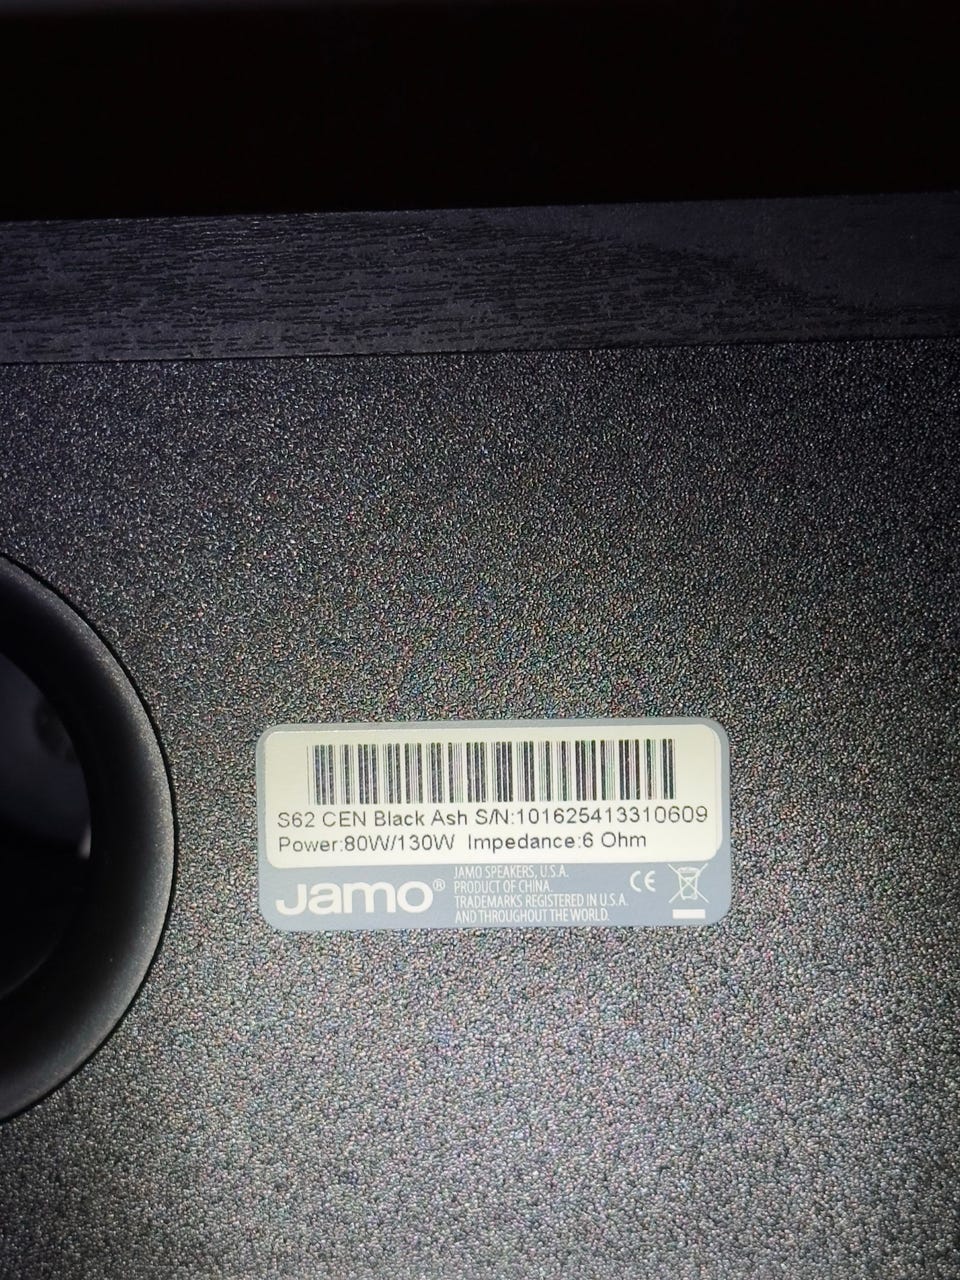 S62 CEN Black Ash S/N:101625413310609
Power:80W/130W Impedance:6 Ohm
Jamo®
JAMO SPEAKERS, U.S.A.
PRODUCT OF CHINA.
TRADEMARKS REGISTERED IN U.S.A.
AND THROUGHOUT THE WORLD.
CE